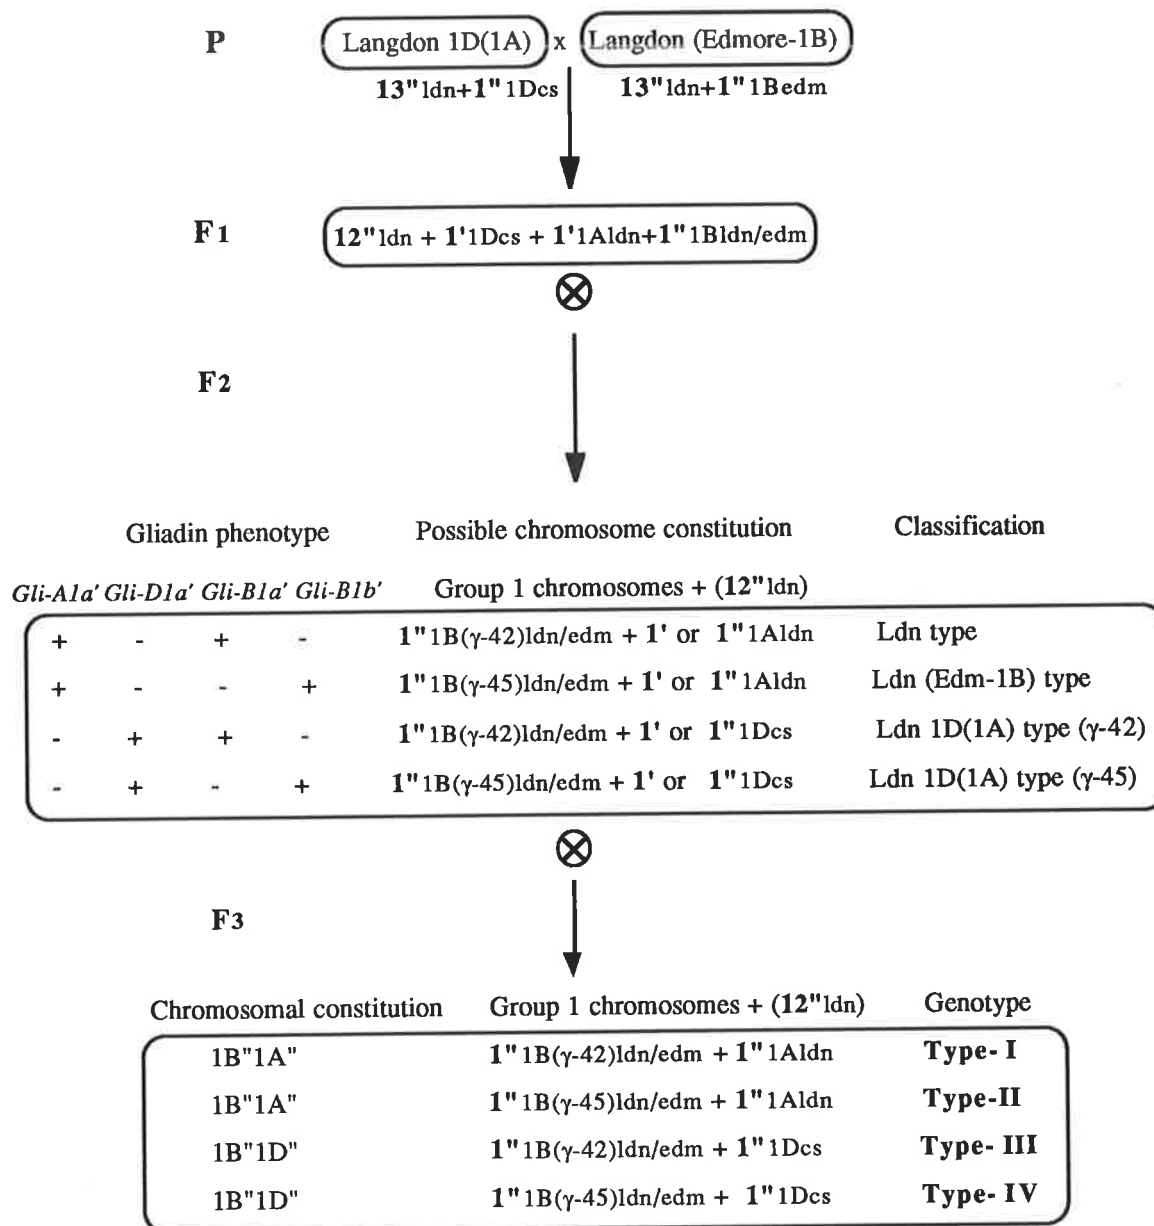 P Langdon 1D(1A) x Langdon (Edmore-1B)
13"ldn+1"1Dcs 13"ldn+1"1Bedm
F1 12"ldn + 1'1Dcs + 1'1Aldn+1"1Bldn/edm
F2
Gliadin phenotype Possible chromosome constitution Classification
Gli-A1a' Gli-D1a' Gli-B1a' Gli-B1b' Group 1 chromosomes + (12"ldn)
+ - + - 1"1B(γ-42)ldn/edm + 1' or 1"1Aldn Ldn type
+ - - + 1"1B(γ-45)ldn/edm + 1' or 1"1Aldn Ldn (Edm-1B) type
- + + - 1"1B(γ-42)ldn/edm + 1' or 1"1Dcs Ldn 1D(1A) type (γ-42)
- + - + 1"1B(γ-45)ldn/edm + 1' or 1"1Dcs Ldn 1D(1A) type (γ-45)
F3
Chromosomal constitution Group 1 chromosomes + (12"ldn) Genotype
1B"1A" 1"1B(γ-42)ldn/edm + 1"1Aldn Type- I
1B"1A" 1"1B(γ-45)ldn/edm + 1"1Aldn Type-II
1B"1D" 1"1B(γ-42)ldn/edm + 1"1Dcs Type- III
1B"1D" 1"1B(γ-45)ldn/edm + 1"1Dcs Type- IV